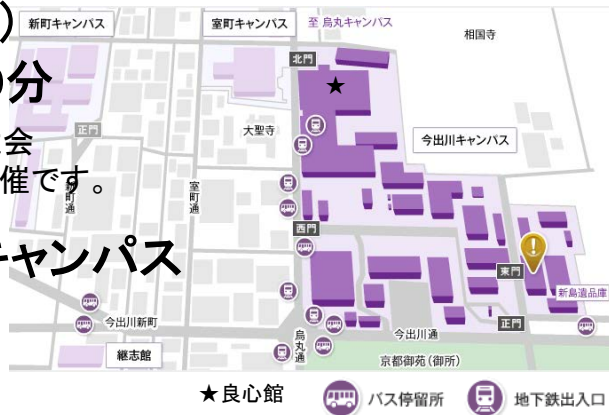 )
分
会
催です。
キャンパス
新町キャンパス
室町キャンパス
至 烏丸キャンパス
相国寺
北門
★
正門
大聖寺
今出川キャンパス
新町通
室町通
西門
東門
新島遺品庫
正門
今出川新町
烏丸通
今出川通
継志館
京都御苑(御所)
★良心館
バス停留所
地下鉄出入口